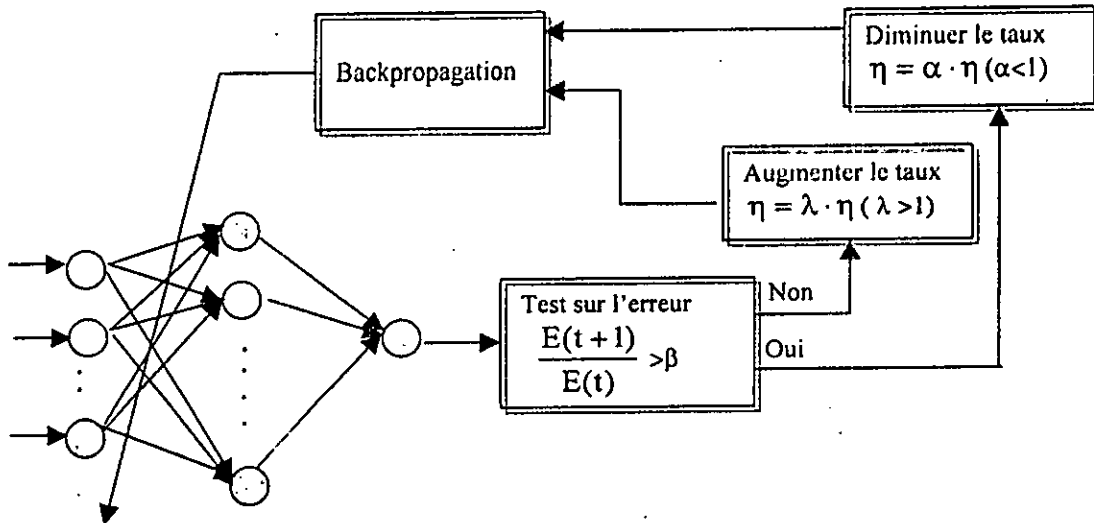 Backpropagation
Diminuer le taux
η = α · η (α<1)
Augmenter le taux
η = λ · η ( λ >1)
Test sur l'erreur
E(t + 1)
E(t)
>β
Non
Oui